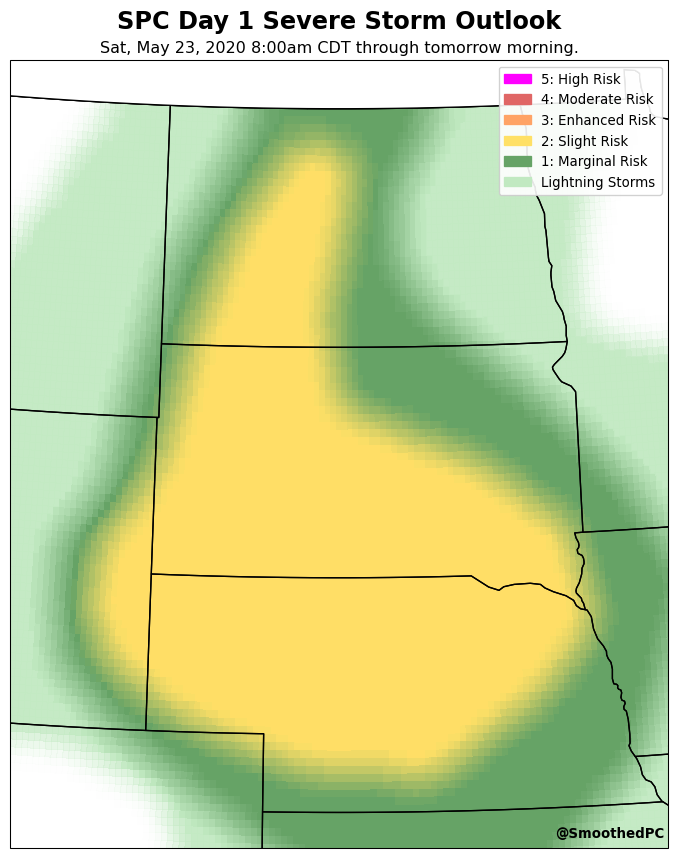 SPC Day 1 Severe Storm Outlook
Sat, May 23, 2020 8:00am CDT through tomorrow morning.
5: High Risk
4: Moderate Risk
3: Enhanced Risk
2: Slight Risk
1: Marginal Risk
Lightning Storms
@SmoothedPC